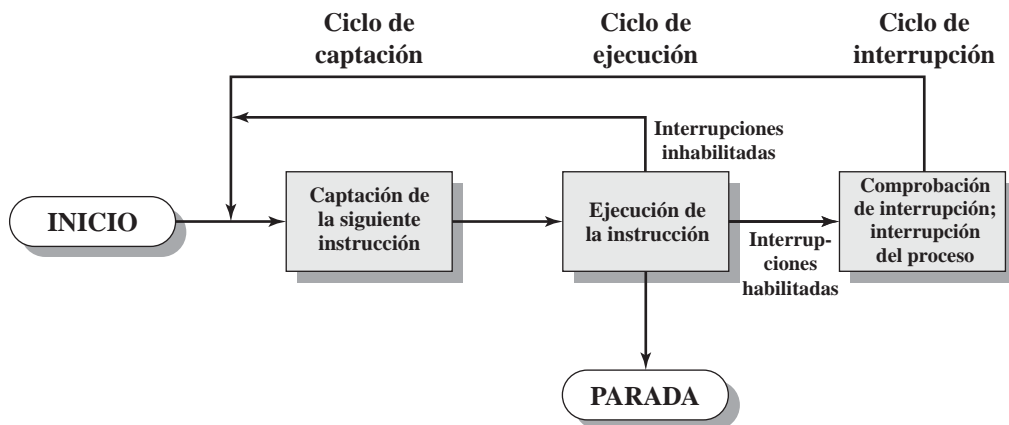 Ciclo de
captación
Ciclo de
ejecución
Ciclo de
interrupción
Interrupciones
inhabilitadas
INICIO
Captación de
la siguiente
instrucción
Ejecución de
la instrucción
Interrup-
ciones
habilitadas
Comprobación
de interrupción;
interrupción
del proceso
PARADA